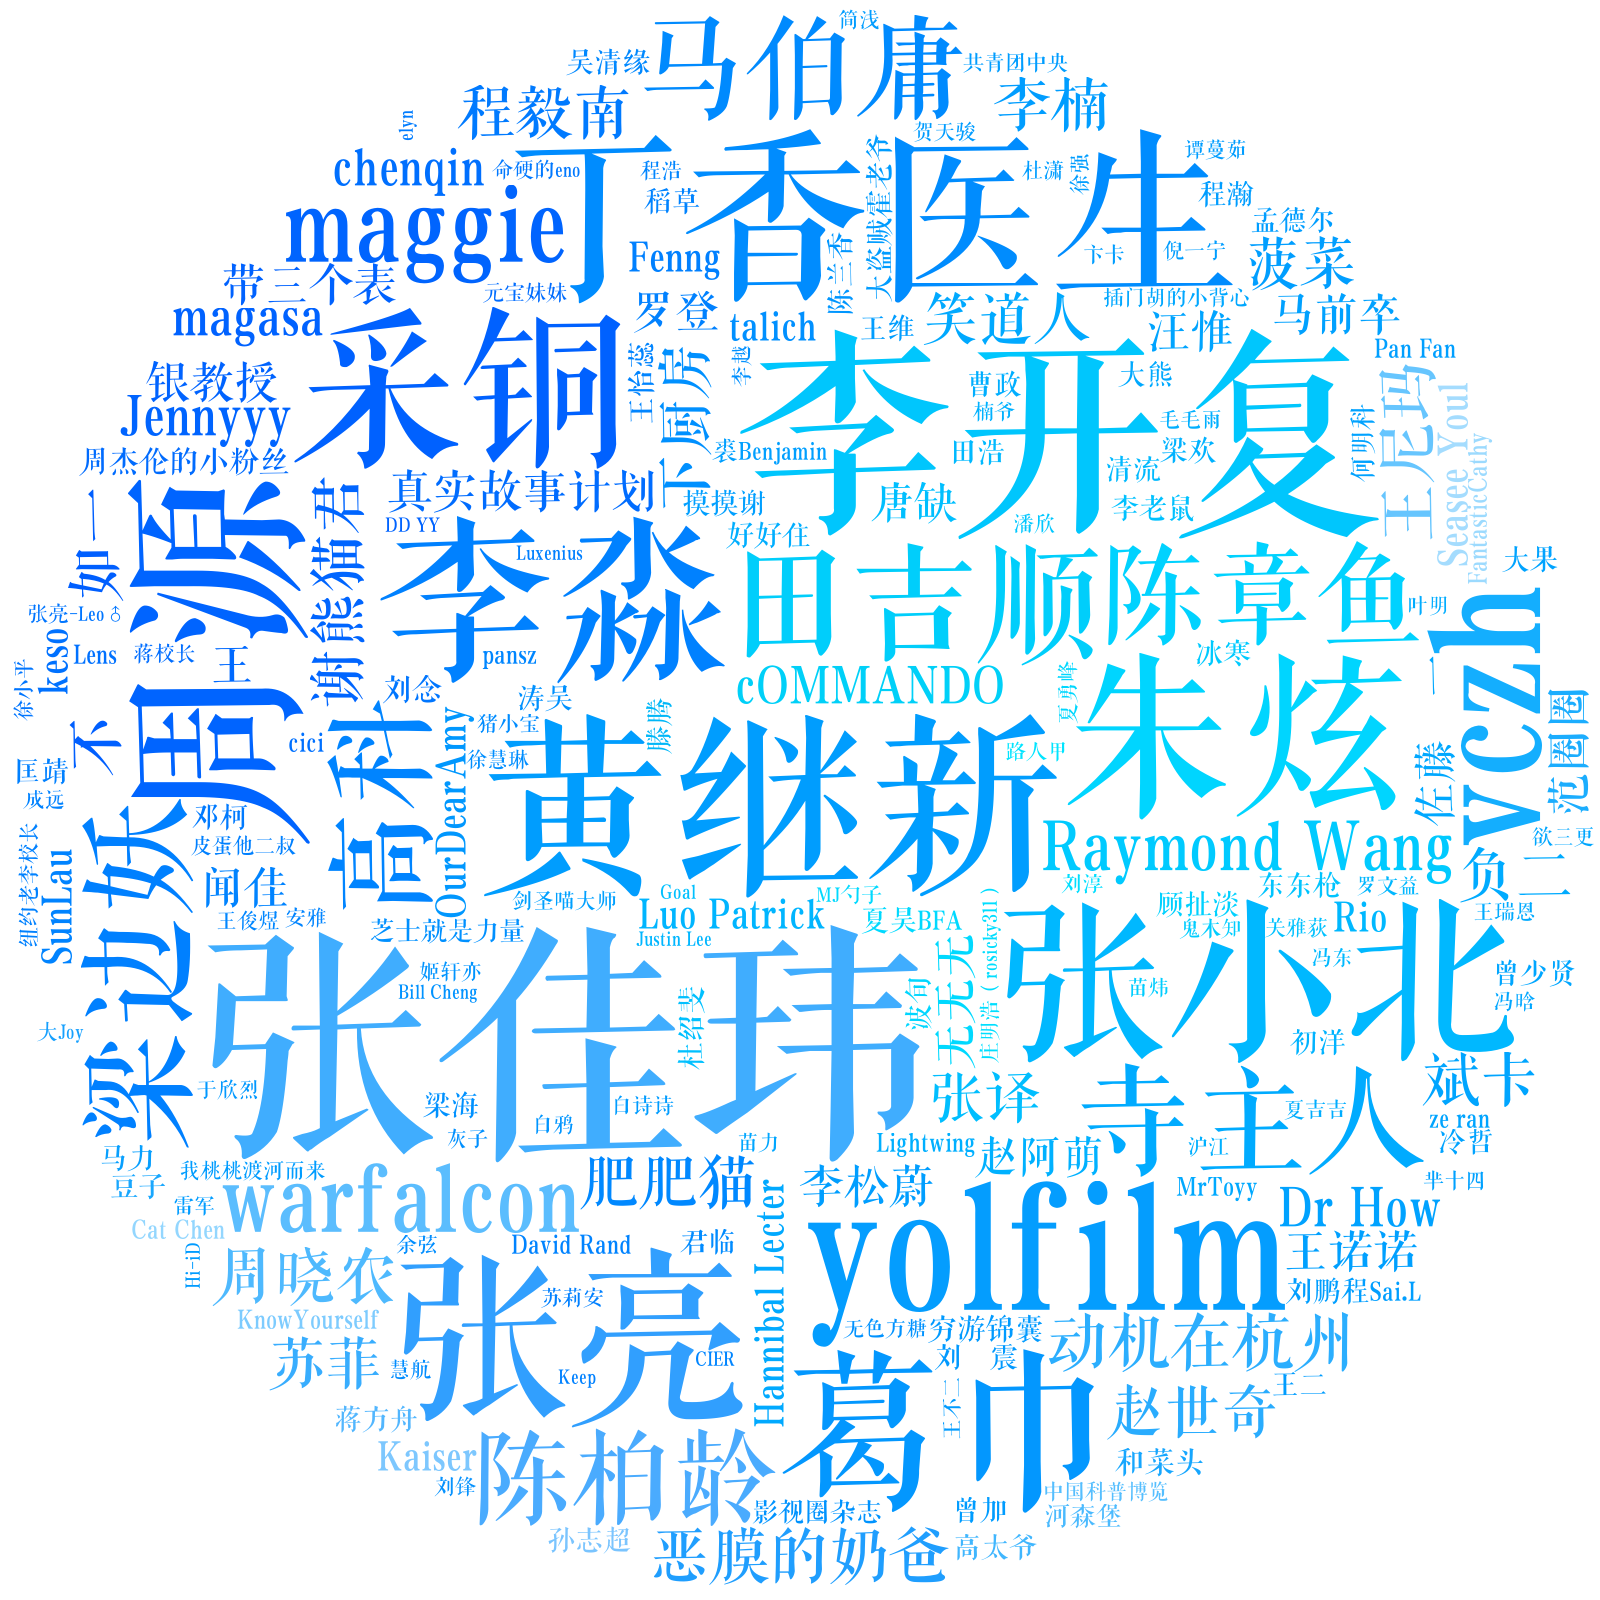 简浅
马伯庸
吴清缘
共青团中央
程毅南
李楠
elyn
贺天骏
谭蔓茹
chenqin
命硬的eno
程浩
丁香医生
大盗贼霍老爷
杜潇
徐强
稻草
程瀚
maggie
孟德尔
Fenng
陈兰香
卞卡
倪一宁
菠菜
带三个表
元宝妹妹
罗登
插门胡的小背心
magasa
talich
王维
笑道人
汪惟
马前卒
采铜
李开复
Pan Fan
银教授
王怡蕊
下厨房
李越
曹政
大熊
王尼玛
Jennyyy
楠爷
毛毛雨
何明科
Seasee Youl
周杰伦的小粉丝
裘Benjamin
田浩
梁欢
FantasticCathy
真实故事计划
清流
摸摸谢
唐缺
李老鼠
如一
周源
谢熊猫君
DD YY
潘欣
李淼
Luxenius
好好住
田吉顺
陈章鱼
大果
张亮-Leo♂
叶明
vczh
keso
Lens
蒋校长
王
pansz
冰寒
徐小平
刘念
cOMMANDO
夏勇峰
朱炫
一
涛吴
不
高科
OurDearAmy
猪小宝
滕腾
黄继新
范圈圈
cici
徐慧琳
路人甲
佐藤
匡靖
成远
梁边妖
邓柯
Raymond Wang
纽约老李校长
SunLau
皮蛋他二叔
欲三更
闻佳
剑圣喵大师
Goal
MJ勺子
刘淳
东东枪
罗文益
负二
王俊煜
安雅
芝士就是力量
Luo Patrick
夏昊BFA
顾扯淡
Rio
王瑞恩
Justin Lee
鬼木知
关雅荻
张佳玮
无无无
庄明浩（rosicky311）
张小北
姬轩亦
冯东
曾少贤
Bill Cheng
杜绍斐
波旬
苗炜
冯晗
大Joy
初洋
于欣烈
梁海
白诗诗
张译
寺主人
夏吉吉
斌卡
灰子
白鸦
苗力
Lightwing
沪江
ze ran
冷哲
马力
我桃桃渡河而来
肥肥猫
李松蔚
赵阿萌
豆子
MrToyy
芈十四
雷军
warfalcon
Hannibal Lecter
yolfilm
Dr How
Cat Chen
余弦
David Rand
君临
王诺诺
Hi-iD
周晓农
张亮
苏莉安
刘鹏程Sai.L
KnowYourself
无色方糖
穷游锦囊
动机在杭州
苏菲
慧航
CIER
刘 震
Keep
葛巾
王不二
王二
蒋方舟
赵世奇
Kaiser
陈柏龄
和菜头
刘锋
中国科普博览
影视圈杂志
曾加
河森堡
孙志超
恶膜的奶爸
高太爷